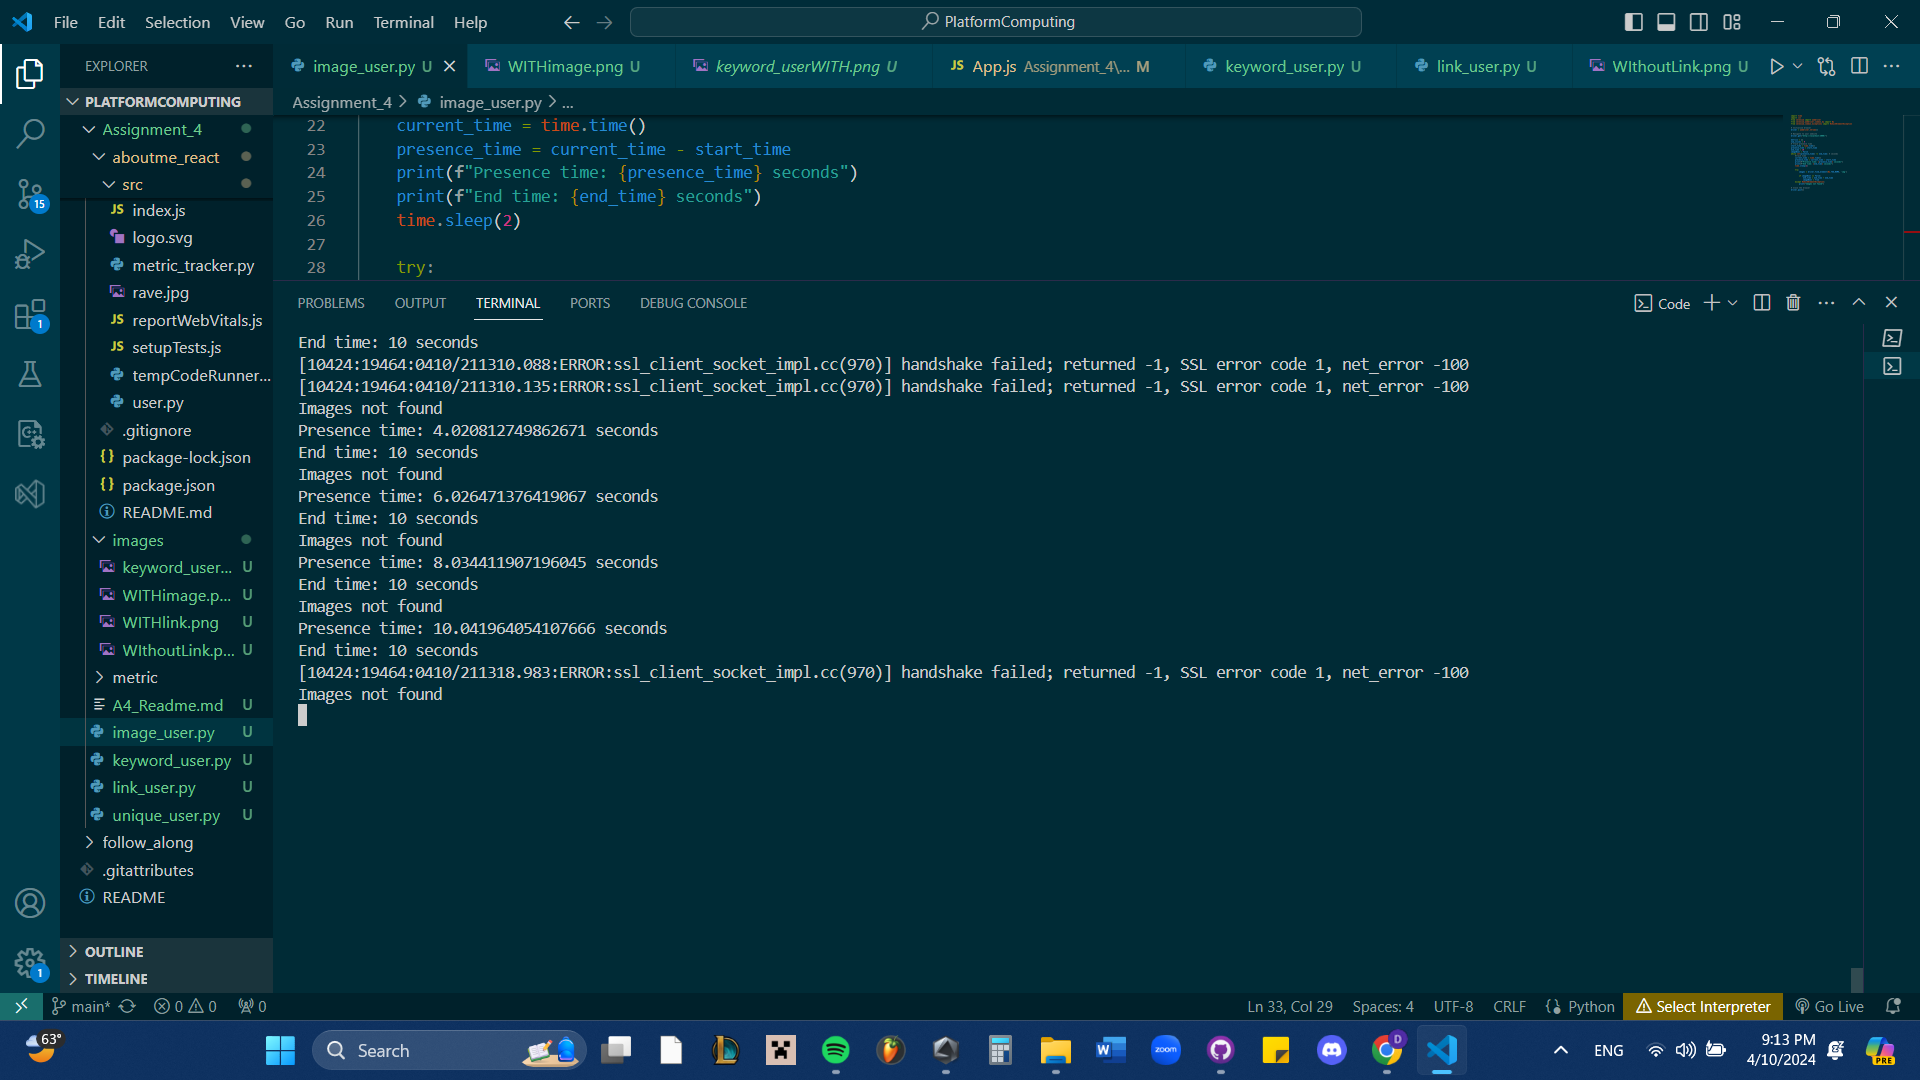 File Edit Selection View Go Run Terminal Help
PlatformComputing
EXPLORER
image_user.py U
WITHimage.png U
keyword_userWITH.png U
JS App.js Assignment_4\... M
keyword_user.py U
link_user.py U
WIthoutLink.png U
PLATFORMCOMPUTING
Assignment_4 > image_user.py > ...
Assignment_4
aboutme_react
src
JS index.js
logo.svg
metric_tracker.py
rave.jpg
JS reportWebVitals.js
JS setupTests.js
tempCodeRunner...
user.py
.gitignore
{} package-lock.json
{} package.json
README.md
images
keyword_user... U
WITHimage.p... U
WITHlink.png U
WIthoutLink.p... U
metric
A4_Readme.md U
image_user.py U
keyword_user.py U
link_user.py U
unique_user.py U
follow_along
.gitattributes
README
OUTLINE
TIMELINE
15
1
1
22 current_time = time.time()
23 presence_time = current_time - start_time
24 print(f"Presence time: {presence_time} seconds")
25 print(f"End time: {end_time} seconds")
26 time.sleep(2)
27
28 try:
PROBLEMS OUTPUT TERMINAL PORTS DEBUG CONSOLE
Code
End time: 10 seconds
[10424:19464:0410/211310.088:ERROR:ssl_client_socket_impl.cc(970)] handshake failed; returned -1, SSL error code 1, net_error -100
[10424:19464:0410/211310.135:ERROR:ssl_client_socket_impl.cc(970)] handshake failed; returned -1, SSL error code 1, net_error -100
Images not found
Presence time: 4.020812749862671 seconds
End time: 10 seconds
Images not found
Presence time: 6.026471376419067 seconds
End time: 10 seconds
Images not found
Presence time: 8.034411907196045 seconds
End time: 10 seconds
Images not found
Presence time: 10.041964054107666 seconds
End time: 10 seconds
[10424:19464:0410/211318.983:ERROR:ssl_client_socket_impl.cc(970)] handshake failed; returned -1, SSL error code 1, net_error -100
Images not found
main* 0 0 0
Ln 33, Col 29 Spaces: 4 UTF-8 CRLF {} Python Select Interpreter Go Live
63°
Search
zoom
D
PRE
ENG
9:13 PM
4/10/2024